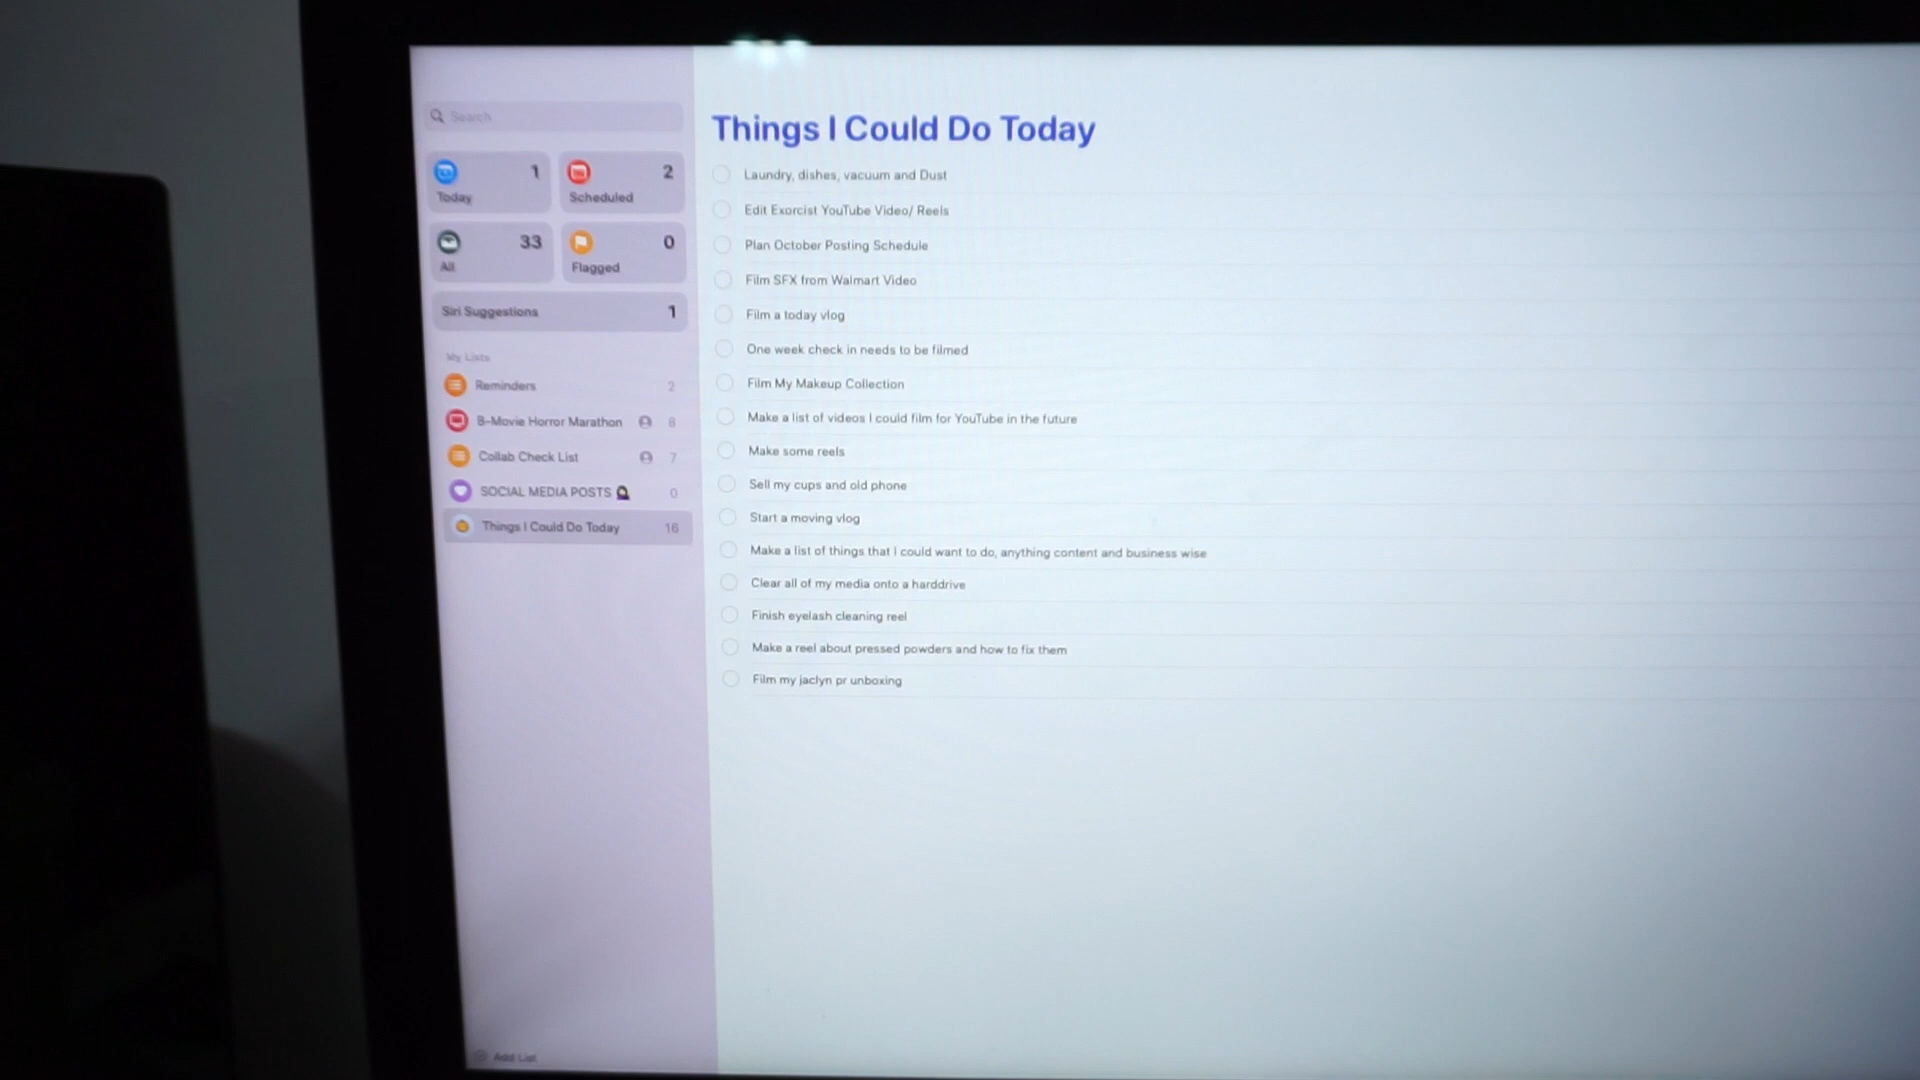 Search
1
Today
2
Scheduled
33
All
0
Flagged
Siri Suggestions 1
My Lists
Reminders 2
B-Movie Horror Marathon 8
Collab Check List 7
SOCIAL MEDIA POSTS 0
Things I Could Do Today 16
Add List
Things I Could Do Today
Laundry, dishes, vacuum and Dust
Edit Exorcist YouTube Video/ Reels
Plan October Posting Schedule
Film SFX from Walmart Video
Film a today vlog
One week check in needs to be filmed
Film My Makeup Collection
Make a list of videos I could film for YouTube in the future
Make some reels
Sell my cups and old phone
Start a moving vlog
Make a list of things that I could want to do, anything content and business wise
Clear all of my media onto a harddrive
Finish eyelash cleaning reel
Make a reel about pressed powders and how to fix them
Film my jaclyn pr unboxing